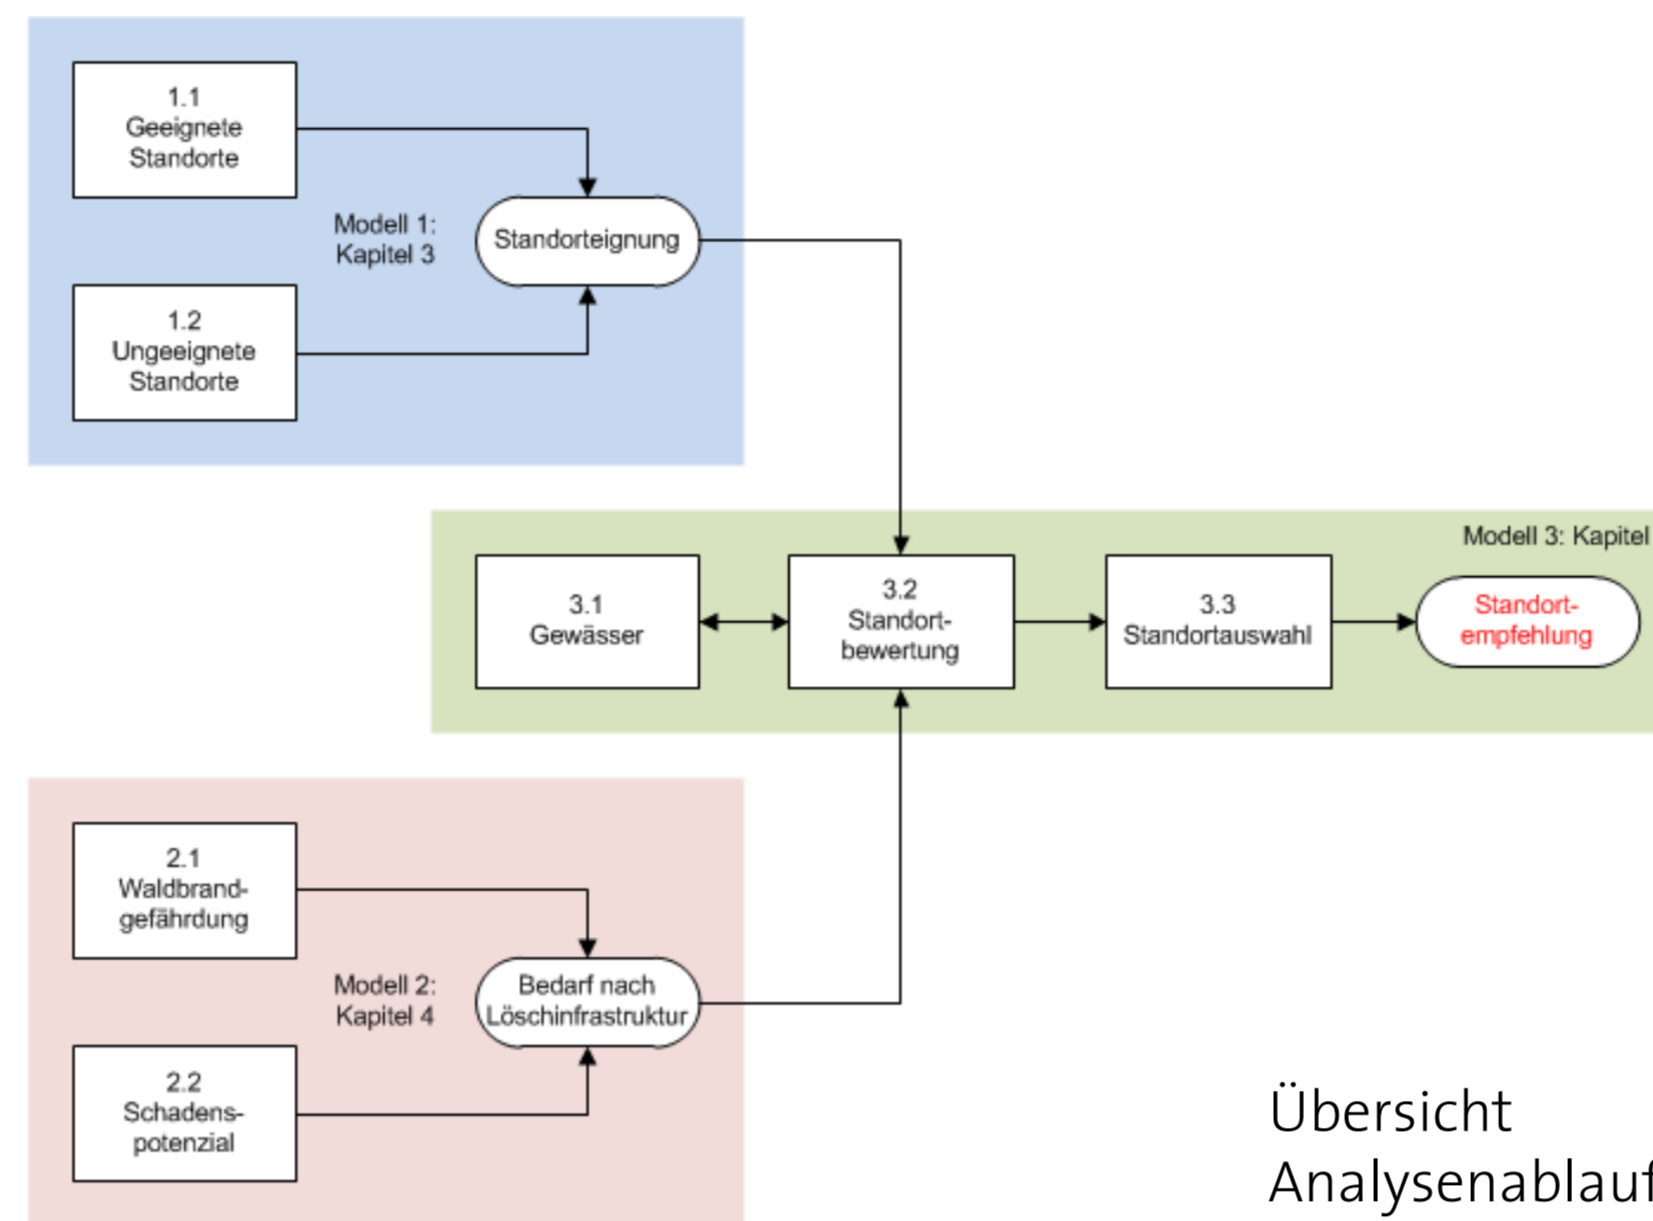 1.1
Geeignete
Standorte
Modell 1:
Kapitel 3
Standorteignung
1.2
Ungeeignete
Standorte
Modell 3: Kapitel
3.1
Gewässer
3.2
Standort-
bewertung
3.3
Standortauswahl
Standort-
empfehlung
2.1
Waldbrand-
gefährdung
Modell 2:
Kapitel 4
Bedarf nach
Löschinfrastruktur
2.2
Schadens-
potenzial
Übersicht
Analysenablauf